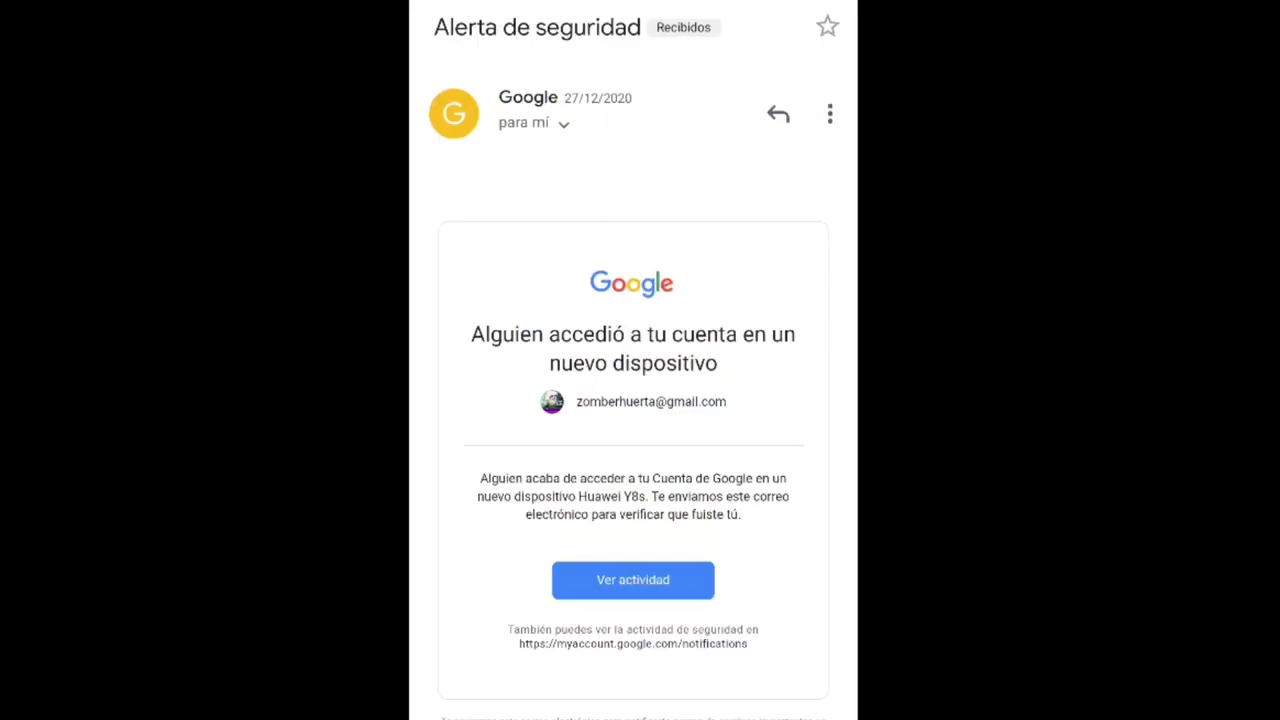 Alerta de seguridad Recibidos
G
Google 27/12/2020
para mí
Google
Alguien accedió a tu cuenta en un
nuevo dispositivo
zomberhuerta@gmail.com
Alguien acaba de acceder a tu Cuenta de Google en un
nuevo dispositivo Huawei Y8s. Te enviamos este correo
electrónico para verificar que fuiste tú.
Ver actividad
También puedes ver la actividad de seguridad en
https://myaccount.google.com/notifications